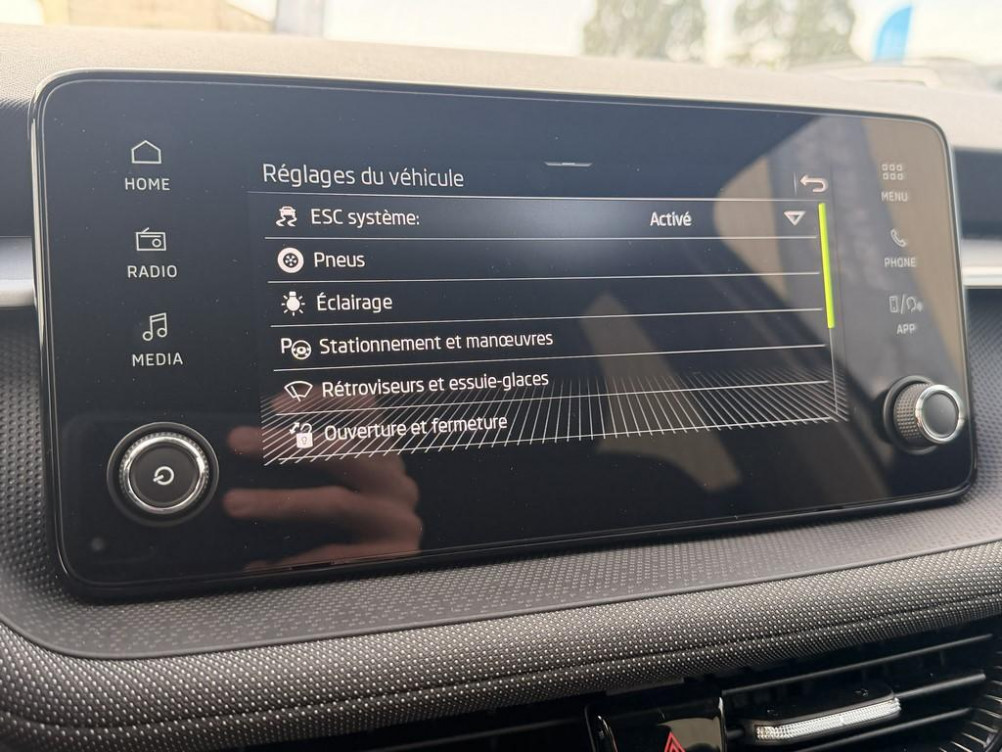 HOME
RADIO
MEDIA
Réglages du véhicule
ESC système: Activé
Pneus
Éclairage
Stationnement et manœuvres
Rétroviseurs et essuie-glaces
Ouverture et fermeture
MENU
PHONE
APP